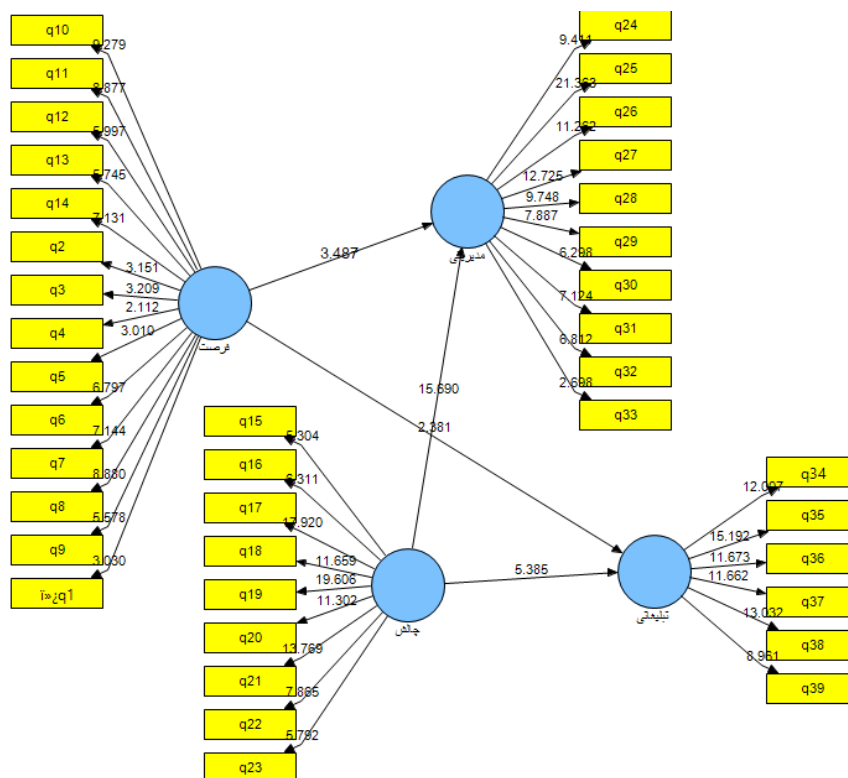 q10
9.279
q11
8.877
q12
5.997
q13
5.745
q14
7.131
q2
3.151
q3
3.209
q4
2.112
q5
3.010
q6
6.797
q7
7.144
q8
8.880
q9
5.578
ï»¿q1
3.030
فرصت
3.487
2.381
q24
9.411
q25
21.363
q26
11.262
q27
12.725
q28
9.748
q29
7.887
q30
6.298
q31
7.124
q32
6.812
q33
2.698
مدیریتی
15.690
q15
5.304
q16
6.311
q17
17.920
q18
11.659
q19
19.606
q20
11.302
q21
13.769
q22
7.865
q23
5.792
چالش
5.385
q34
12.097
q35
15.192
q36
11.673
q37
11.662
q38
13.032
q39
8.961
تبلیغاتی